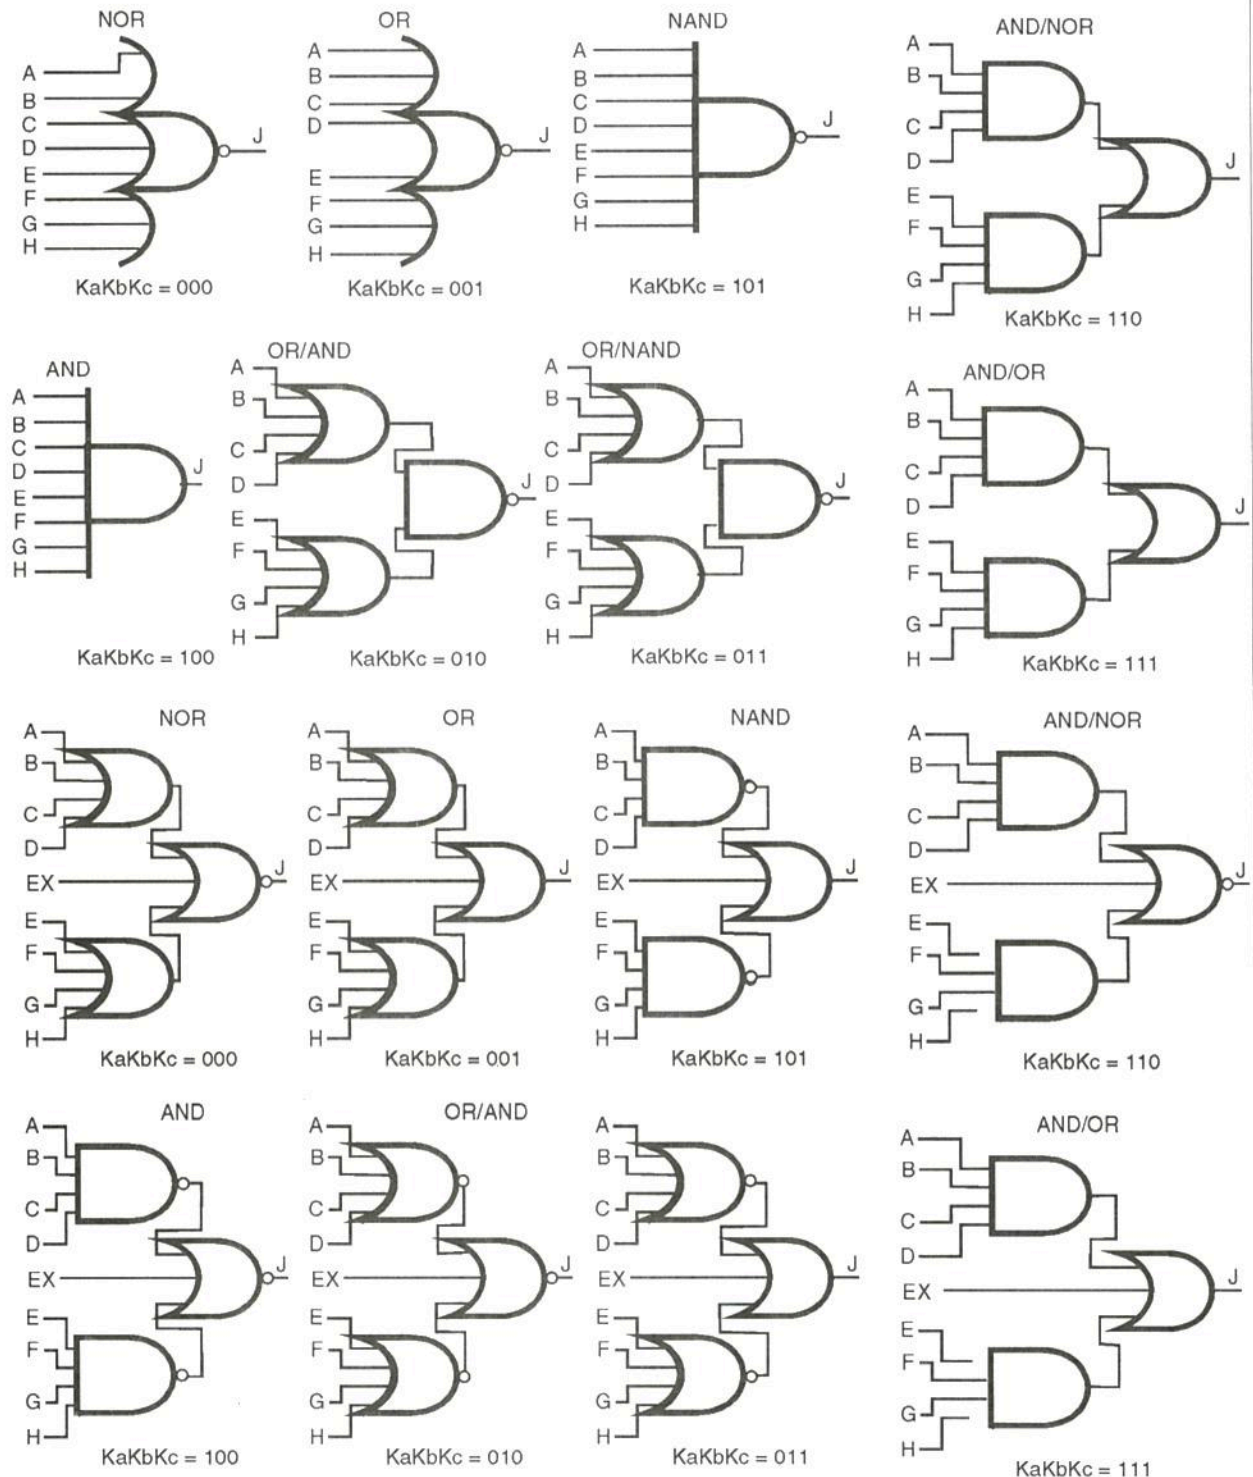 NOR
A
B
C
D
E
F
G
H
J
KaKbKc = 000
OR
A
B
C
D
E
F
G
H
J
KaKbKc = 001
NAND
A
B
C
D
E
F
G
H
J
KaKbKc = 101
AND/NOR
A
B
C
D
E
F
G
H
J
KaKbKc = 110
AND
A
B
C
D
E
F
G
H
J
KaKbKc = 100
OR/AND
A
B
C
D
E
F
G
H
J
KaKbKc = 010
OR/NAND
A
B
C
D
E
F
G
H
J
KaKbKc = 011
AND/OR
A
B
C
D
E
F
G
H
J
KaKbKc = 111
NOR
A
B
C
D
EX
E
F
G
H
J
KaKbKc = 000
OR
A
B
C
D
EX
E
F
G
H
J
KaKbKc = 001
NAND
A
B
C
D
EX
E
F
G
H
J
KaKbKc = 101
AND/NOR
A
B
C
D
EX
E
F
G
H
J
KaKbKc = 110
AND
A
B
C
D
EX
E
F
G
H
J
KaKbKc = 100
OR/AND
A
B
C
D
EX
E
F
G
H
J
KaKbKc = 010
A
B
C
D
EX
E
F
G
H
J
KaKbKc = 011
AND/OR
A
B
C
D
EX
E
F
G
H
J
KaKbKc = 111